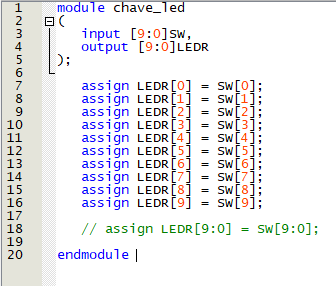 1 module chave_led
2 (
3 input [9:0]SW,
4 output [9:0]LEDR
5 );
6
7 assign LEDR[0] = SW[0];
8 assign LEDR[1] = SW[1];
9 assign LEDR[2] = SW[2];
10 assign LEDR[3] = SW[3];
11 assign LEDR[4] = SW[4];
12 assign LEDR[5] = SW[5];
13 assign LEDR[6] = SW[6];
14 assign LEDR[7] = SW[7];
15 assign LEDR[8] = SW[8];
16 assign LEDR[9] = SW[9];
17
18 // assign LEDR[9:0] = SW[9:0];
19
20 endmodule